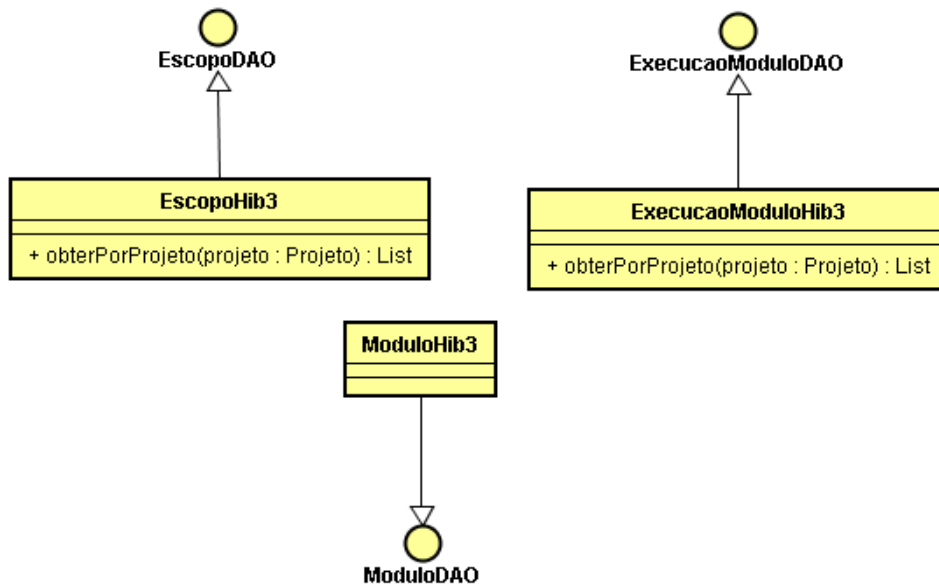 EscopoDAO
ExecucaoModuloDAO
EscopoHib3
+ obterPorProjeto(projeto : Projeto) : List
ExecucaoModuloHib3
+ obterPorProjeto(projeto : Projeto) : List
ModuloHib3
ModuloDAO